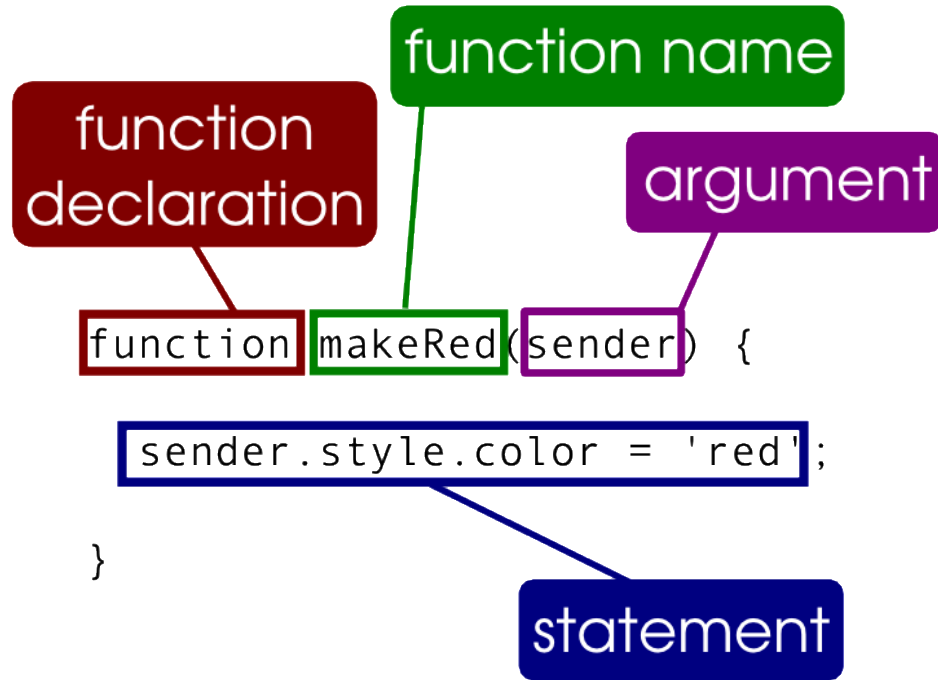 function name
function
declaration
argument
function makeRed(sender) {
sender.style.color = 'red';
}
statement